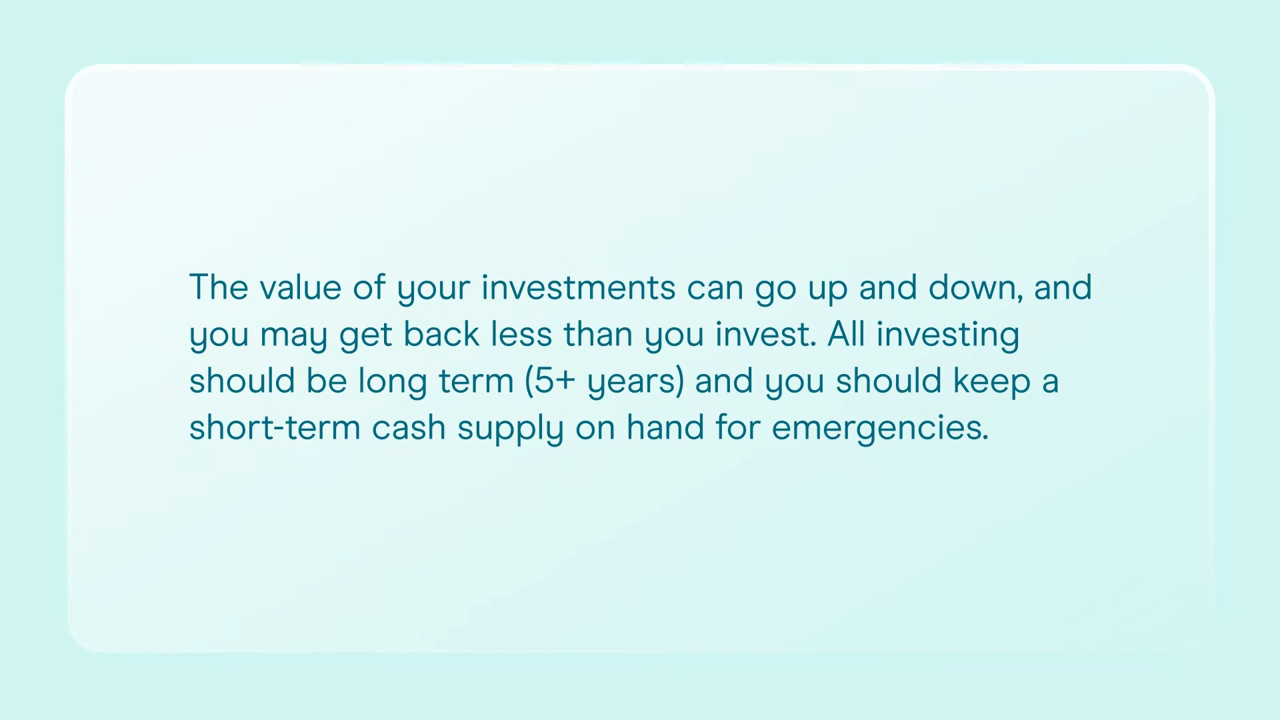 The value of your investments can go up and down, and
you may get back less than you invest. All investing
should be long term (5+ years) and you should keep a
short-term cash supply on hand for emergencies.